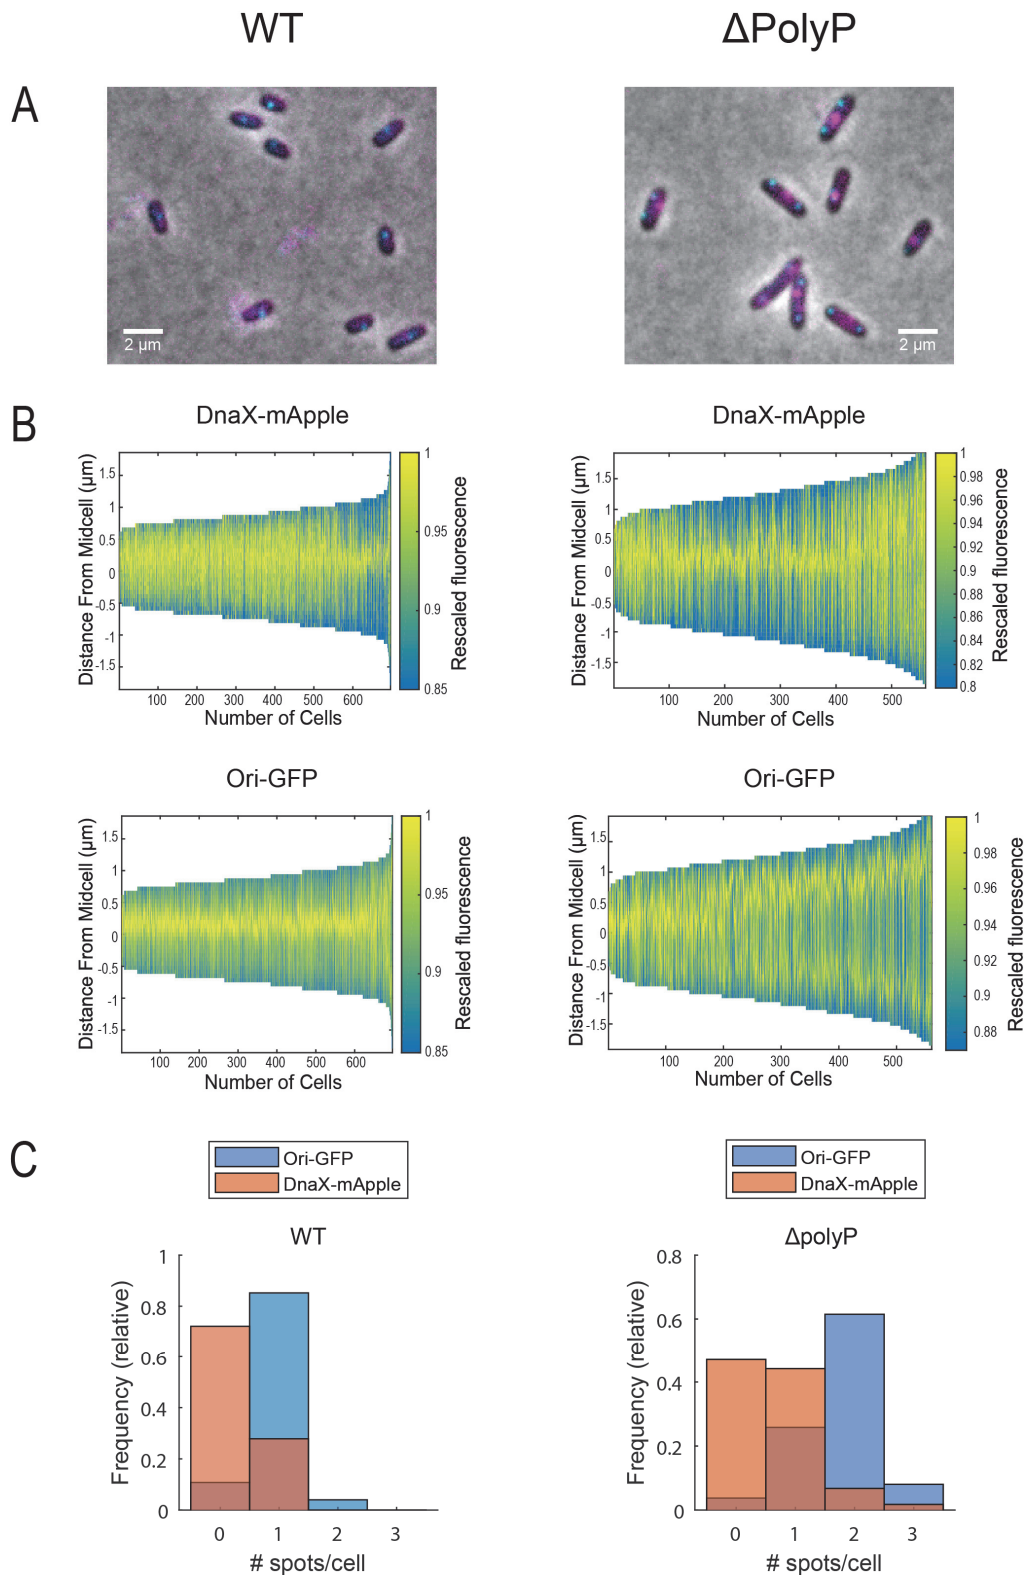 WT
ΔPolyP
A
2 µm
2 µm
B
DnaX-mApple
DnaX-mApple
Distance From Midcell (µm)
1.5
1
0.5
0
-0.5
-1
-1.5
100 200 300 400 500 600
Number of Cells
1
0.95
0.9
0.85
Rescaled fluorescence
Distance From Midcell (µm)
1.5
1
0.5
0
-0.5
-1
-1.5
100 200 300 400 500
Number of Cells
1
0.98
0.96
0.94
0.92
0.9
0.88
0.86
0.84
0.82
0.8
Rescaled fluorescence
Ori-GFP
Ori-GFP
Distance From Midcell (µm)
1.5
1
0.5
0
-0.5
-1
-1.5
100 200 300 400 500 600
Number of Cells
1
0.95
0.9
0.85
Rescaled fluorescence
Distance From Midcell (µm)
1.5
1
0.5
0
-0.5
-1
-1.5
100 200 300 400 500
Number of Cells
1
0.98
0.96
0.94
0.92
0.9
0.88
Rescaled fluorescence
C
Ori-GFP
DnaX-mApple
Ori-GFP
DnaX-mApple
WT
Frequency (relative)
1
0.8
0.6
0.4
0.2
0
0 1 2 3
# spots/cell
ΔpolyP
Frequency (relative)
0.8
0.6
0.4
0.2
0
0 1 2 3
# spots/cell